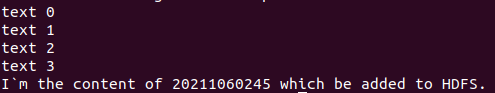 text 0
text 1
text 2
text 3
I`m the content of 20211060245 which be added to HDFS.